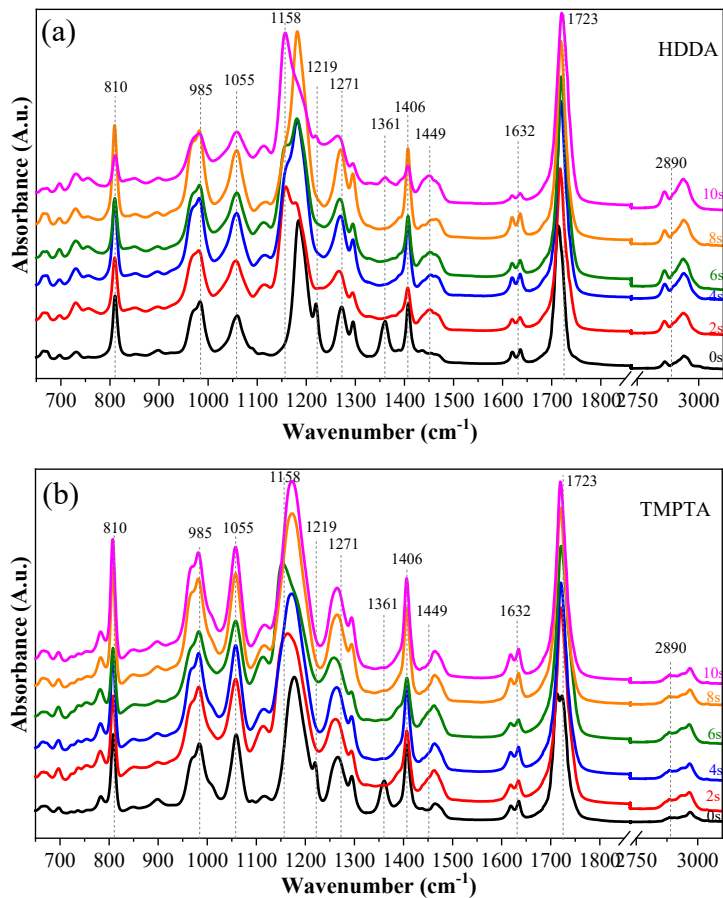 (a)
HDDA
1158
1723
1219
810
985
1055
1271
1361
1406
1449
1632
2890
10s
8s
6s
4s
2s
0s
Absorbance (A.u.)
700 800 900 1000 1100 1200 1300 1400 1500 1600 1700 1800 2750 3000
Wavenumber (cm-1)
(b)
TMPTA
1158
1723
810
985
1055
1219
1271
1361
1406
1449
1632
2890
10s
8s
6s
4s
2s
0s
Absorbance (A.u.)
700 800 900 1000 1100 1200 1300 1400 1500 1600 1700 1800 2750 3000
Wavenumber (cm-1)